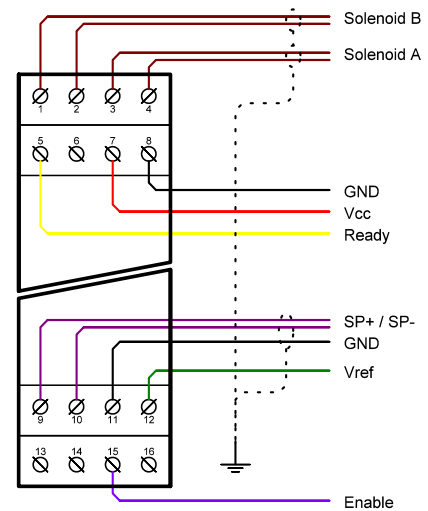 Solenoid B
Solenoid A
1 2 3 4
5 6 7 8
GND
Vcc
Ready
SP+ / SP-
GND
Vref
9 10 11 12
13 14 15 16
Enable